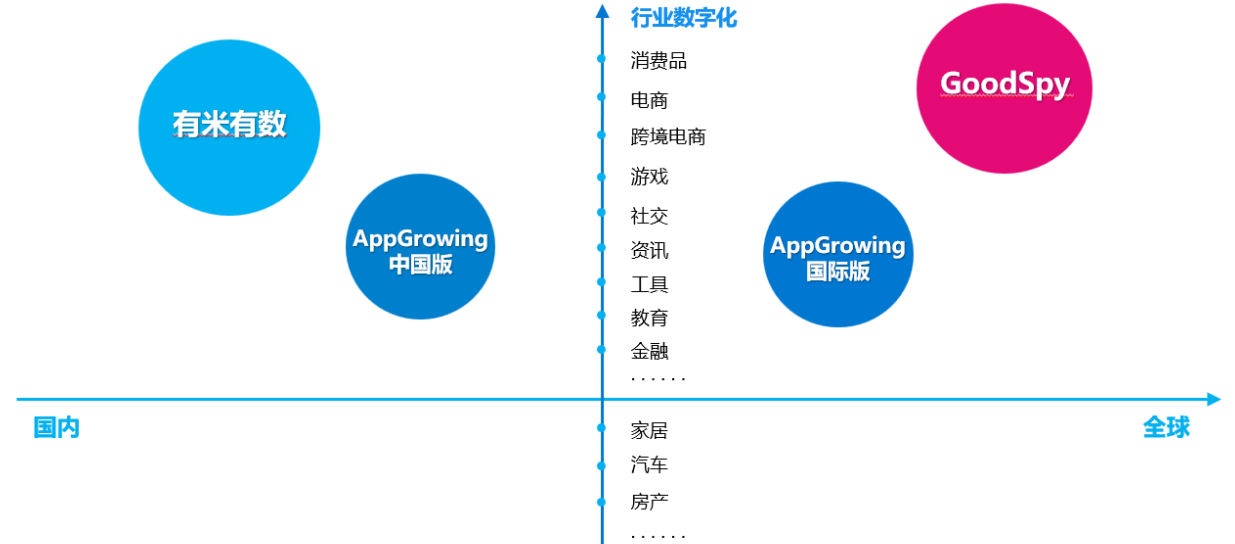 行业数字化
消费品
电商
跨境电商
游戏
社交
资讯
工具
教育
金融
······
家居
汽车
房产
······
有米有数
AppGrowing
中国版
GoodSpy
AppGrowing
国际版
国内
全球